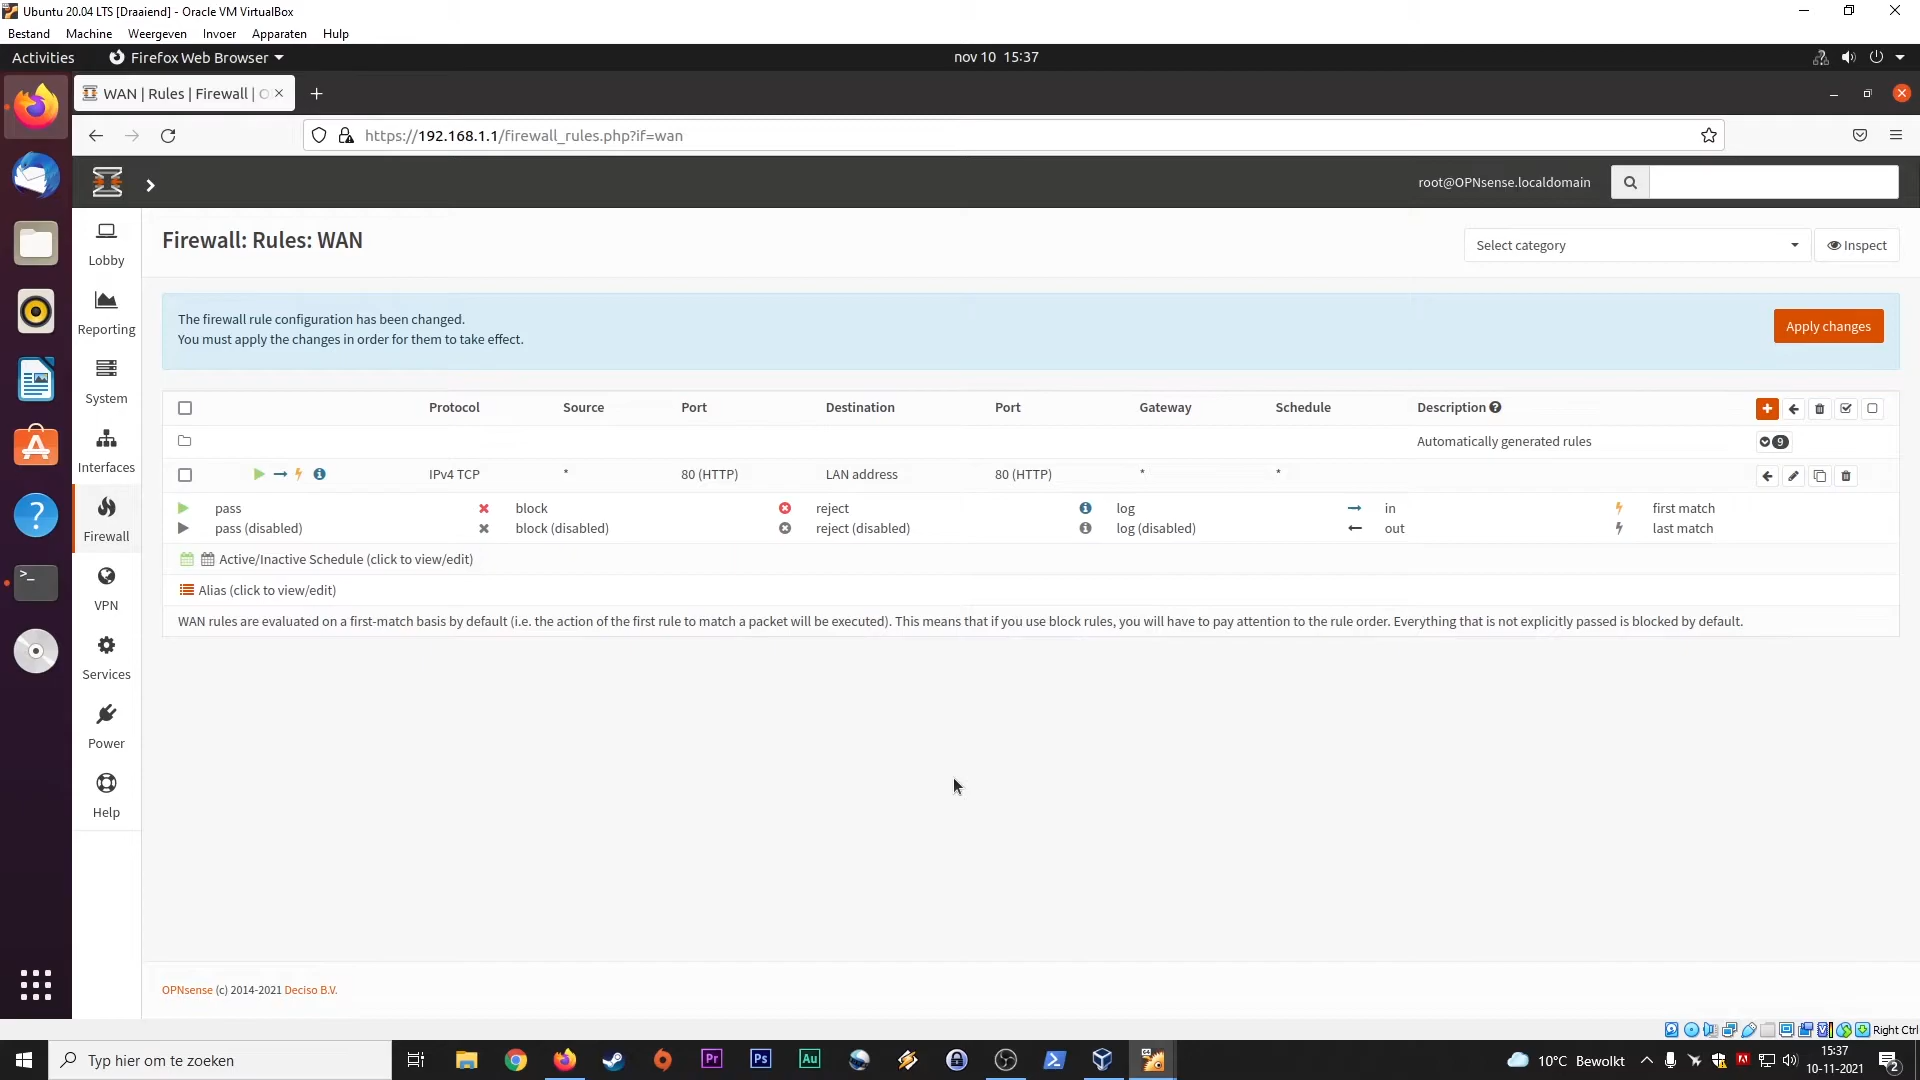 Ubuntu 20.04 LTS [Draaiend] - Oracle VM VirtualBox
Bestand Machine Weergeven Invoer Apparaten Hulp
Activities Firefox Web Browser nov 10 15:37
WAN | Rules | Firewall |
https://192.168.1.1/firewall_rules.php?if=wan
root@OPNsense.localdomain
Lobby
Reporting
System
Interfaces
Firewall
VPN
Services
Power
Help
Firewall: Rules: WAN
Select category Inspect
The firewall rule configuration has been changed.
You must apply the changes in order for them to take effect.
Apply changes
Protocol Source Port Destination Port Gateway Schedule Description
Automatically generated rules 9
IPv4 TCP * 80 (HTTP) LAN address 80 (HTTP) * *
pass block reject log in first match
pass (disabled) block (disabled) reject (disabled) log (disabled) out last match
Active/Inactive Schedule (click to view/edit)
Alias (click to view/edit)
WAN rules are evaluated on a first-match basis by default (i.e. the action of the first rule to match a packet will be executed). This means that if you use block rules, you will have to pay attention to the rule order. Everything that is not explicitly passed is blocked by default.
OPNsense (c) 2014-2021 Deciso B.V.
Right Ctrl
Typ hier om te zoeken
Pr Ps Au
10°C Bewolkt
15:37
10-11-2021
2